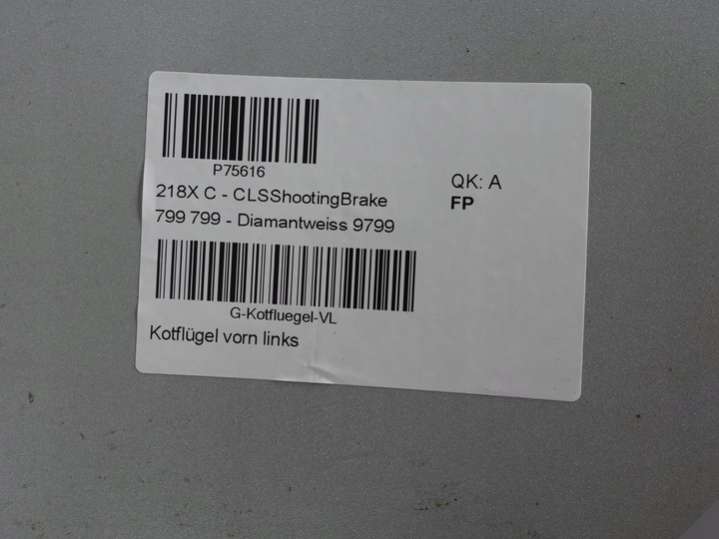 P75616
218X C - CLSShootingBrake
799 799 - Diamantweiss 9799
QK: A
FP
G-Kotfluegel-VL
Kotflügel vorn links